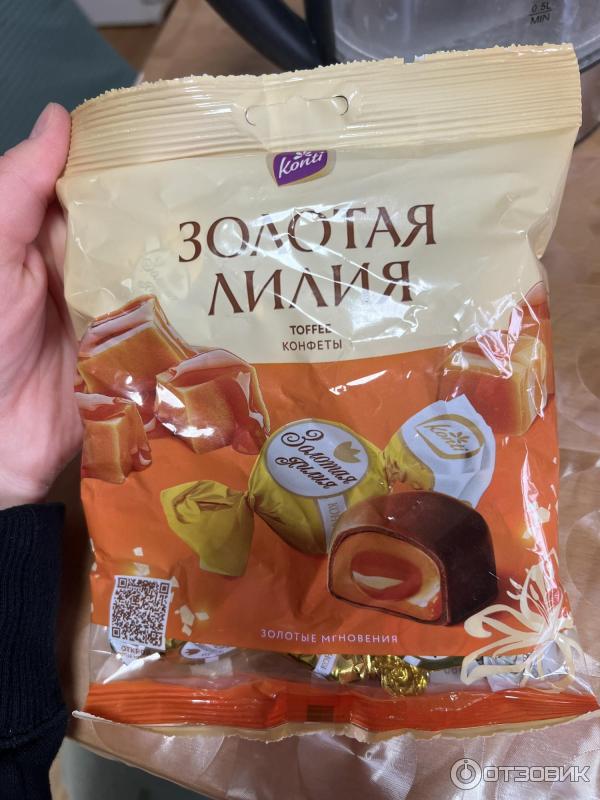 0.5L
MIN
Konti
ЗОЛОТАЯ
ЛИЛИЯ
TOFFEE
КОНФЕТЫ
Konti
Золотая
лилия
ЗОЛОТЫЕ МГНОВЕНИЯ
ОТЗОВИК